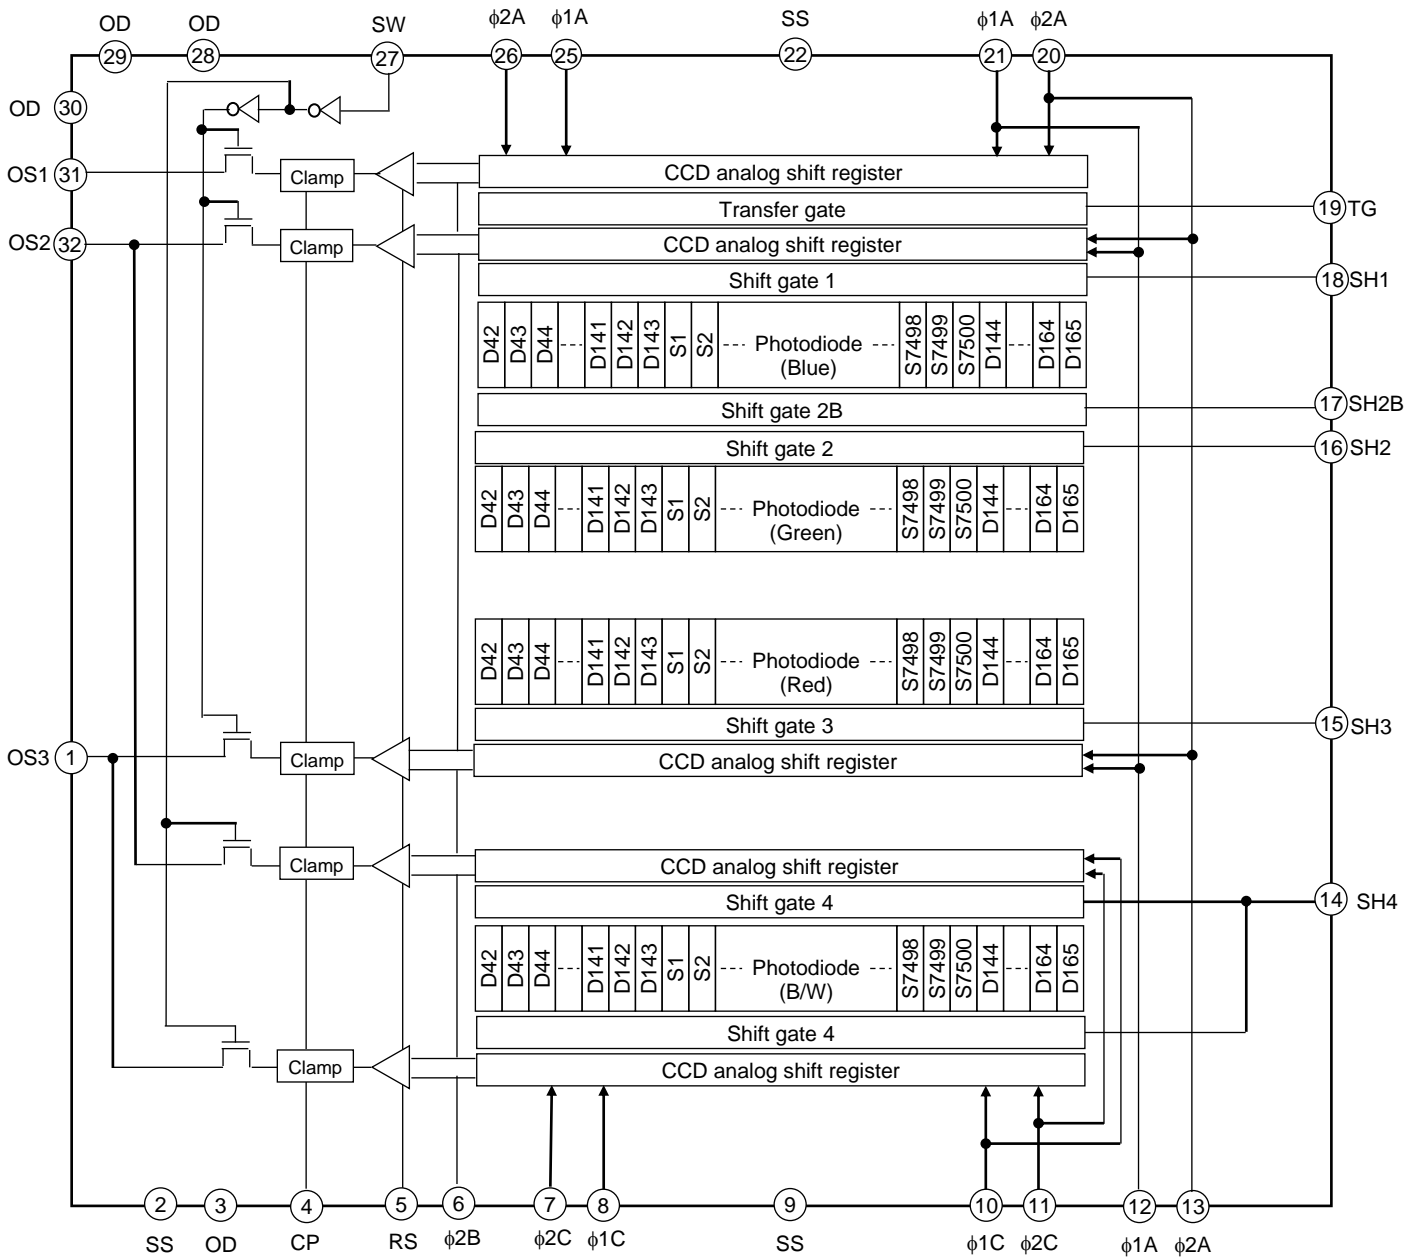 OD
OD
SW
ϕ2A
ϕ1A
SS
ϕ1A
ϕ2A
29
28
27
26
25
22
21
20
OD 30
OS1 31
Clamp
CCD analog shift register
Transfer gate
19 TG
OS2 32
Clamp
CCD analog shift register
Shift gate 1
18 SH1
D42
D43
D44
D141
D142
D143
S1
S2
Photodiode
(Blue)
S7498
S7499
S7500
D144
D164
D165
Shift gate 2B
17 SH2B
Shift gate 2
16 SH2
D42
D43
D44
D141
D142
D143
S1
S2
Photodiode
(Green)
S7498
S7499
S7500
D144
D164
D165
D42
D43
D44
D141
D142
D143
S1
S2
Photodiode
(Red)
S7498
S7499
S7500
D144
D164
D165
Shift gate 3
15 SH3
OS3 1
Clamp
CCD analog shift register
Clamp
CCD analog shift register
Shift gate 4
14 SH4
D42
D43
D44
D141
D142
D143
S1
S2
Photodiode
(B/W)
S7498
S7499
S7500
D144
D164
D165
Shift gate 4
Clamp
CCD analog shift register
2
3
4
5
6
7
8
9
10
11
12
13
SS
OD
CP
RS
ϕ2B
ϕ2C
ϕ1C
SS
ϕ1C
ϕ2C
ϕ1A
ϕ2A